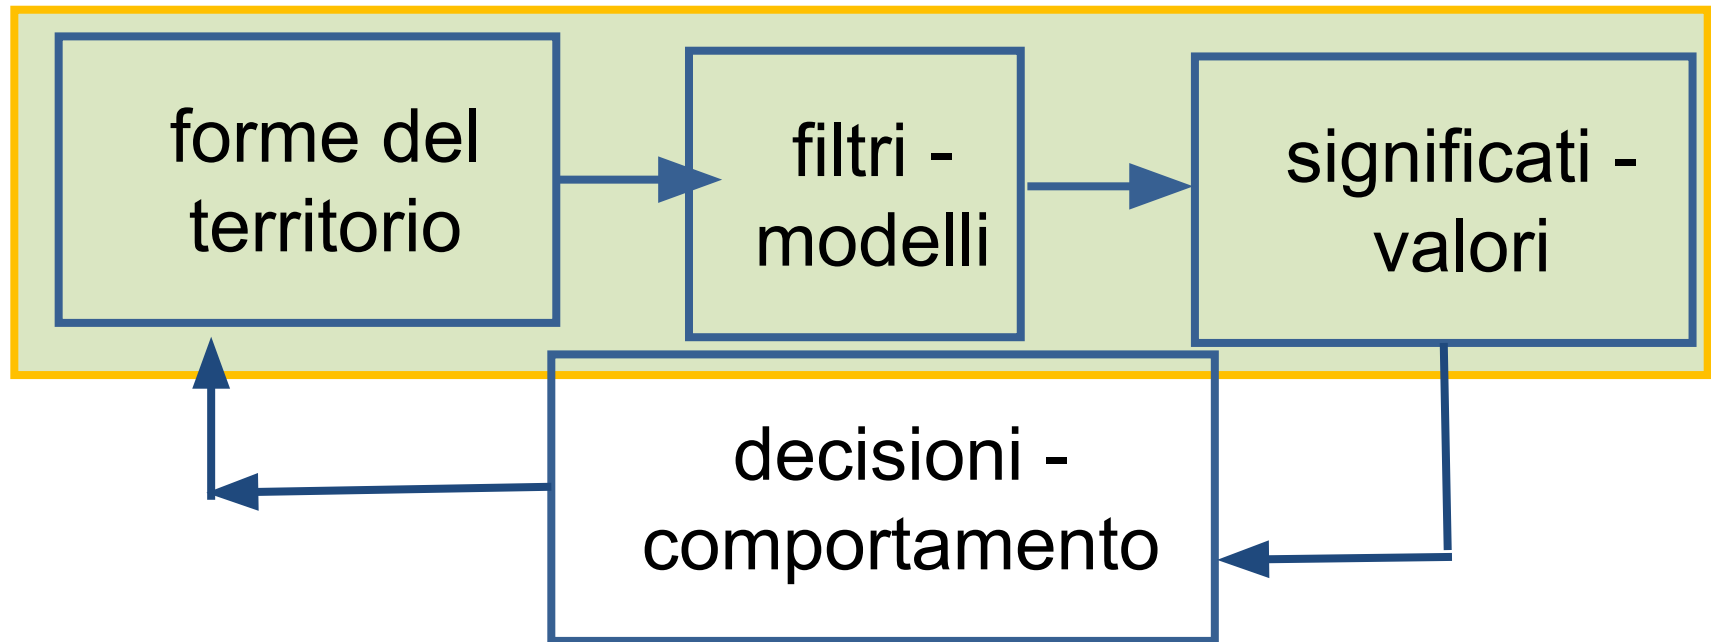 forme del
territorio
filtri -
modelli
significati -
valori
decisioni -
comportamento